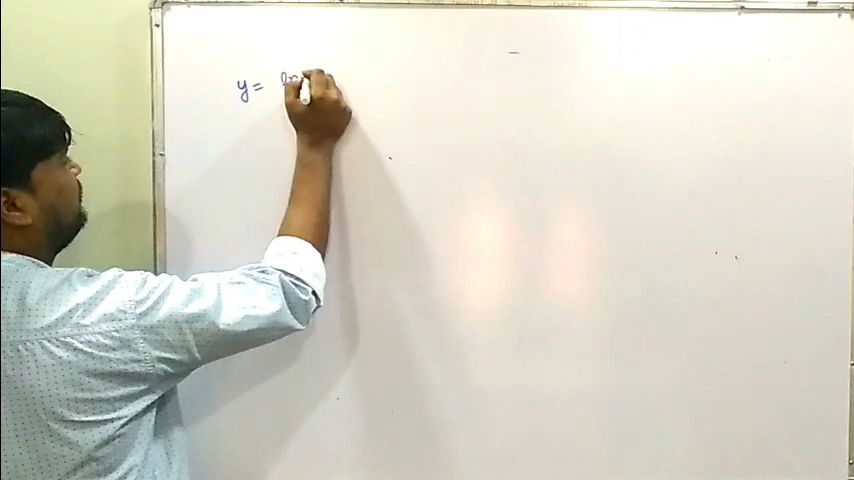 y = ln